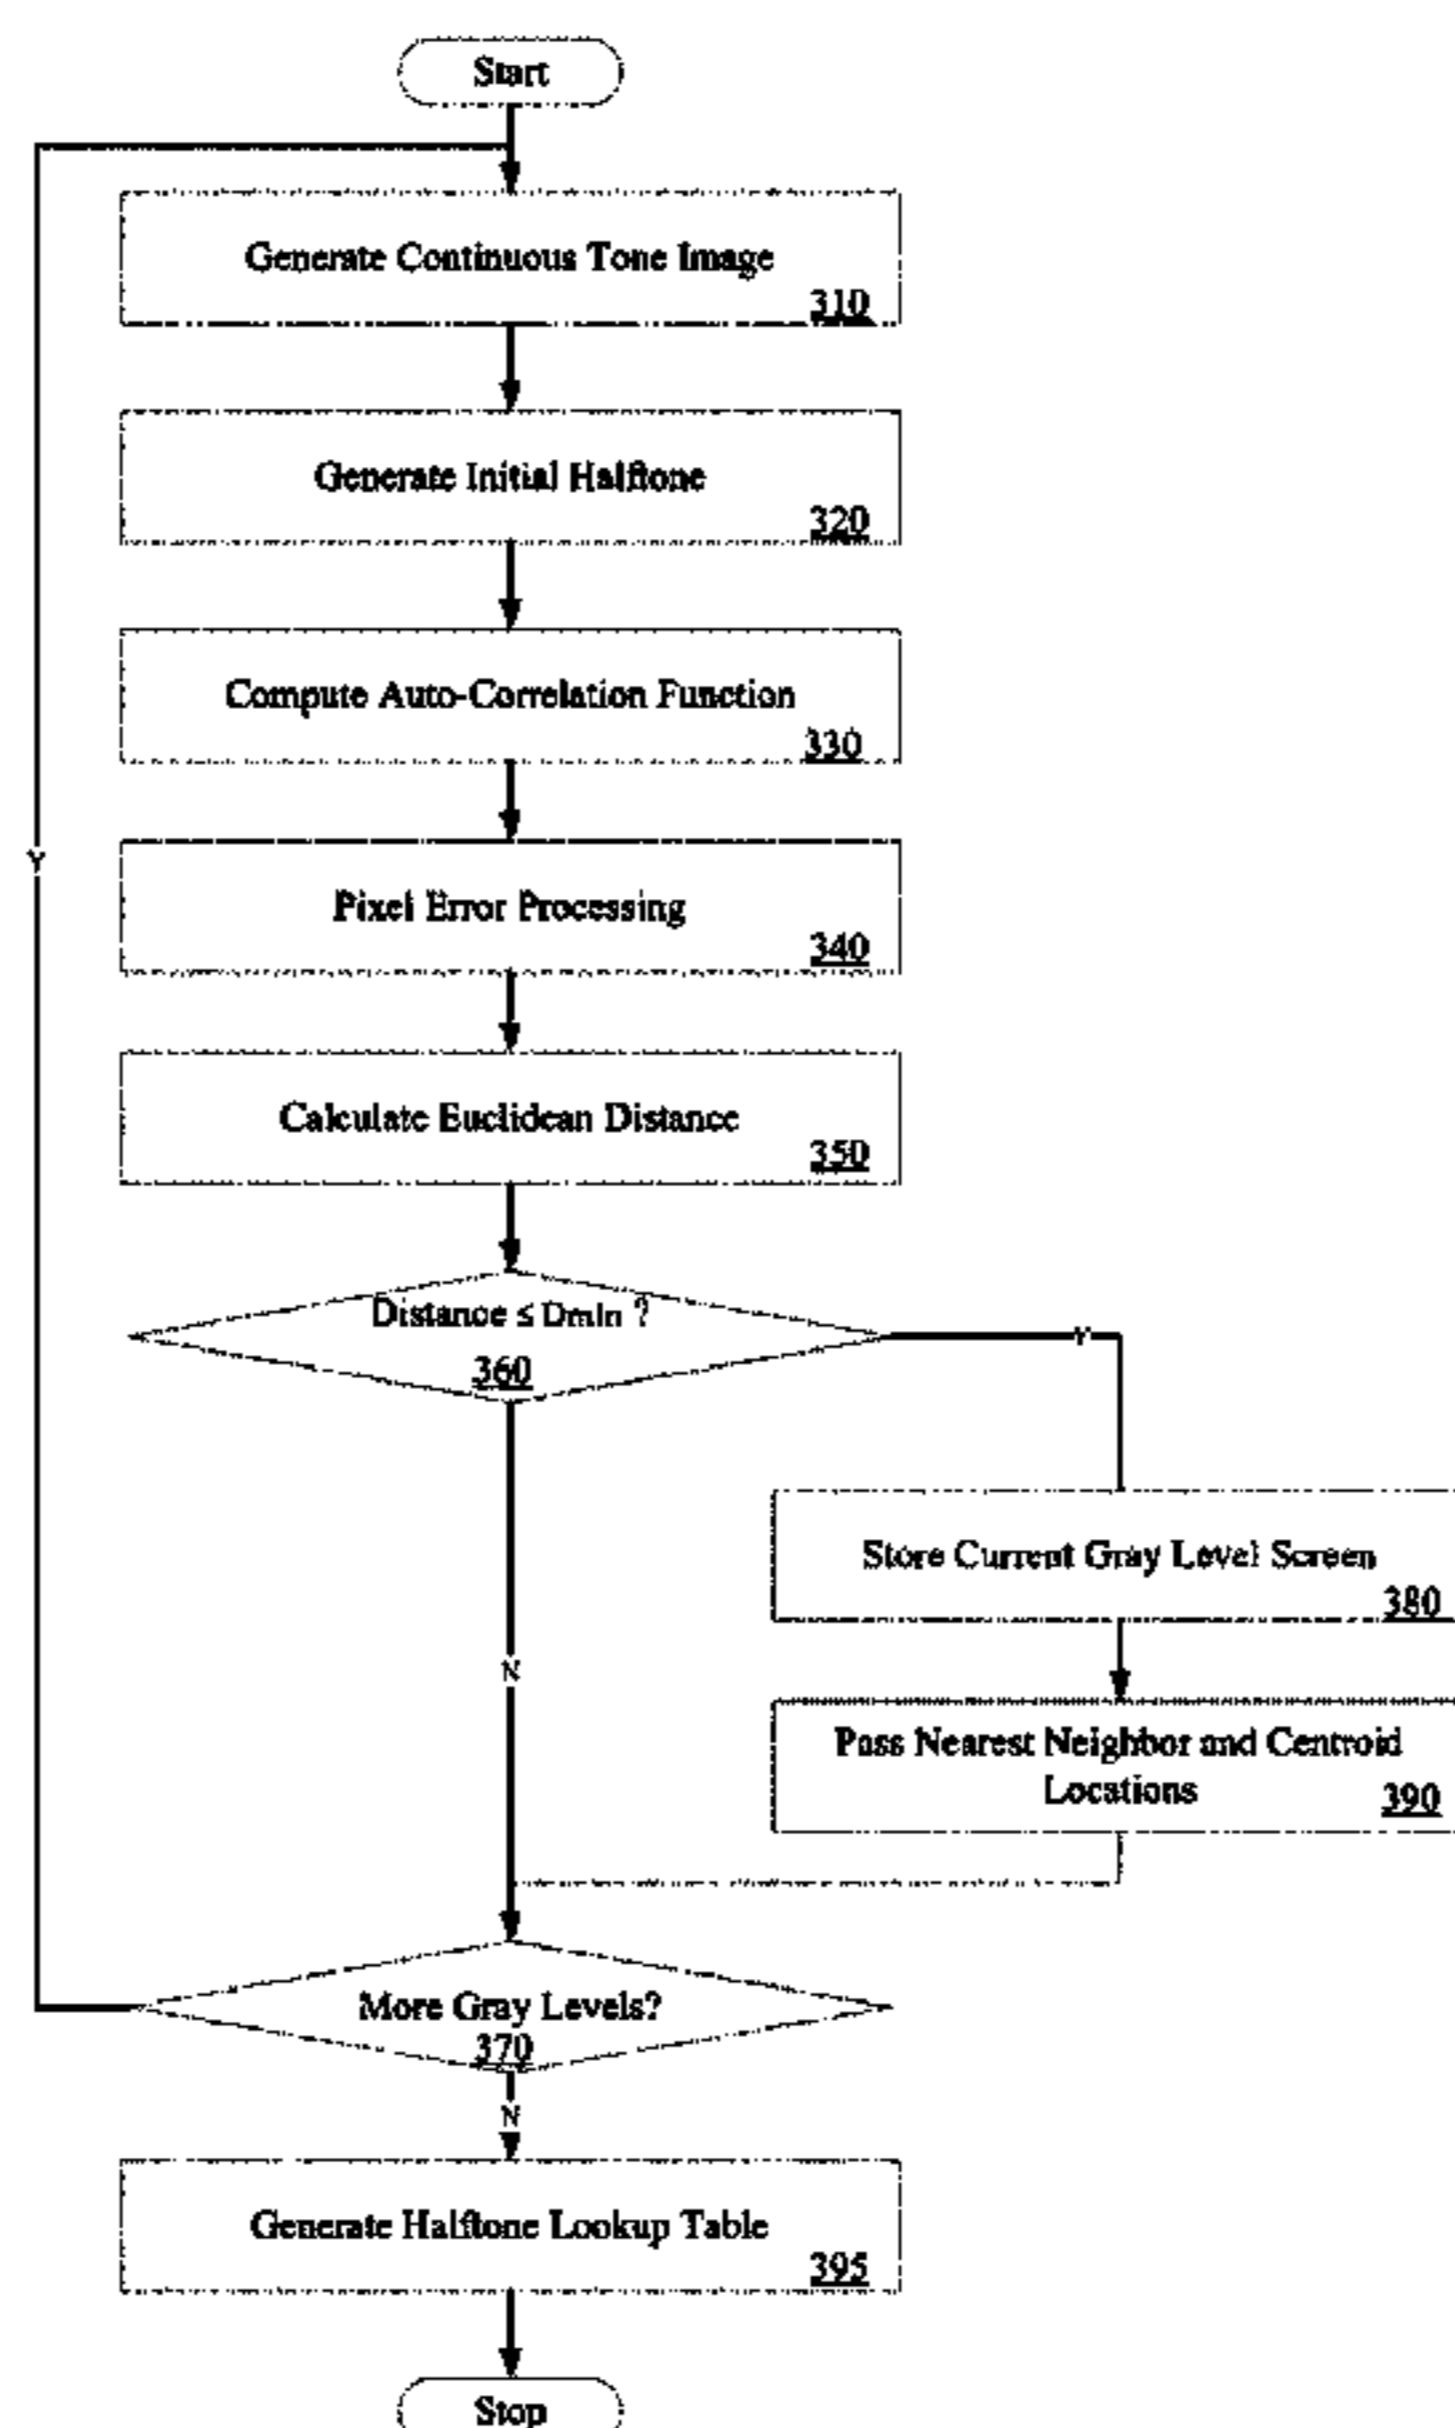 Start
Generate Continuous Tone Image
310
Generate Initial Halftone
320
Compute Auto-Correlation Function
330
Y
Pixel Error Processing
340
Calculate Euclidean Distance
350
Distance ≤ Dmin ?
360
Y
Store Current Gray Level Screen
380
N
Pass Nearest Neighbor and Centroid
Locations
390
More Gray Levels?
370
N
Generate Halftone Lookup Table
395
Stop